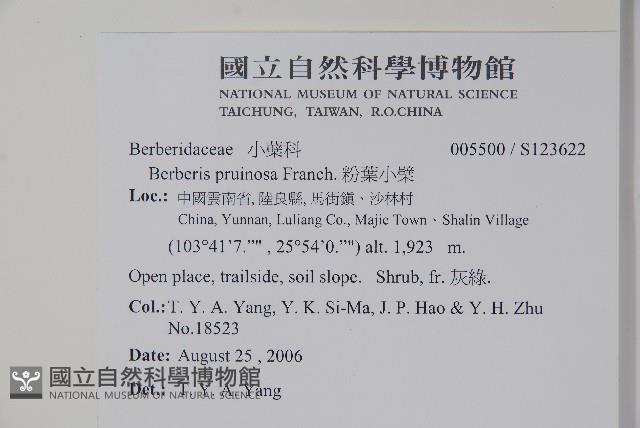 國立自然科學博物館
NATIONAL MUSEUM OF NATURAL SCIENCE
TAICHUNG, TAIWAN, R.O.CHINA
Berberidaceae 小蘗科 005500 / S123622
Berberis pruinosa Franch. 粉葉小檗
Loc.: 中國雲南省, 陸良縣, 馬街鎮、沙林村
China, Yunnan, Luliang Co., Majic Town、Shalin Village
(103°41'7."" , 25°54'0."") alt. 1,923 m.
Open place, trailside, soil slope. Shrub, fr. 灰綠.
Col.: T. Y. A. Yang, Y. K. Si-Ma, J. P. Hao & Y. H. Zhu
No.18523
Date: August 25 , 2006
Det.: T. Y. A. Yang
國立自然科學博物館
NATIONAL MUSEUM OF NATURAL SCIENCE